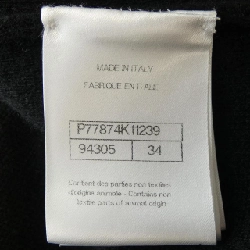 MADE IN ITALY
FABRIQUE EN ITALIE
P77874K11239
94305 34
Contient des parties non textiles
d'origine animale - Contains non
textile parts of animal origin